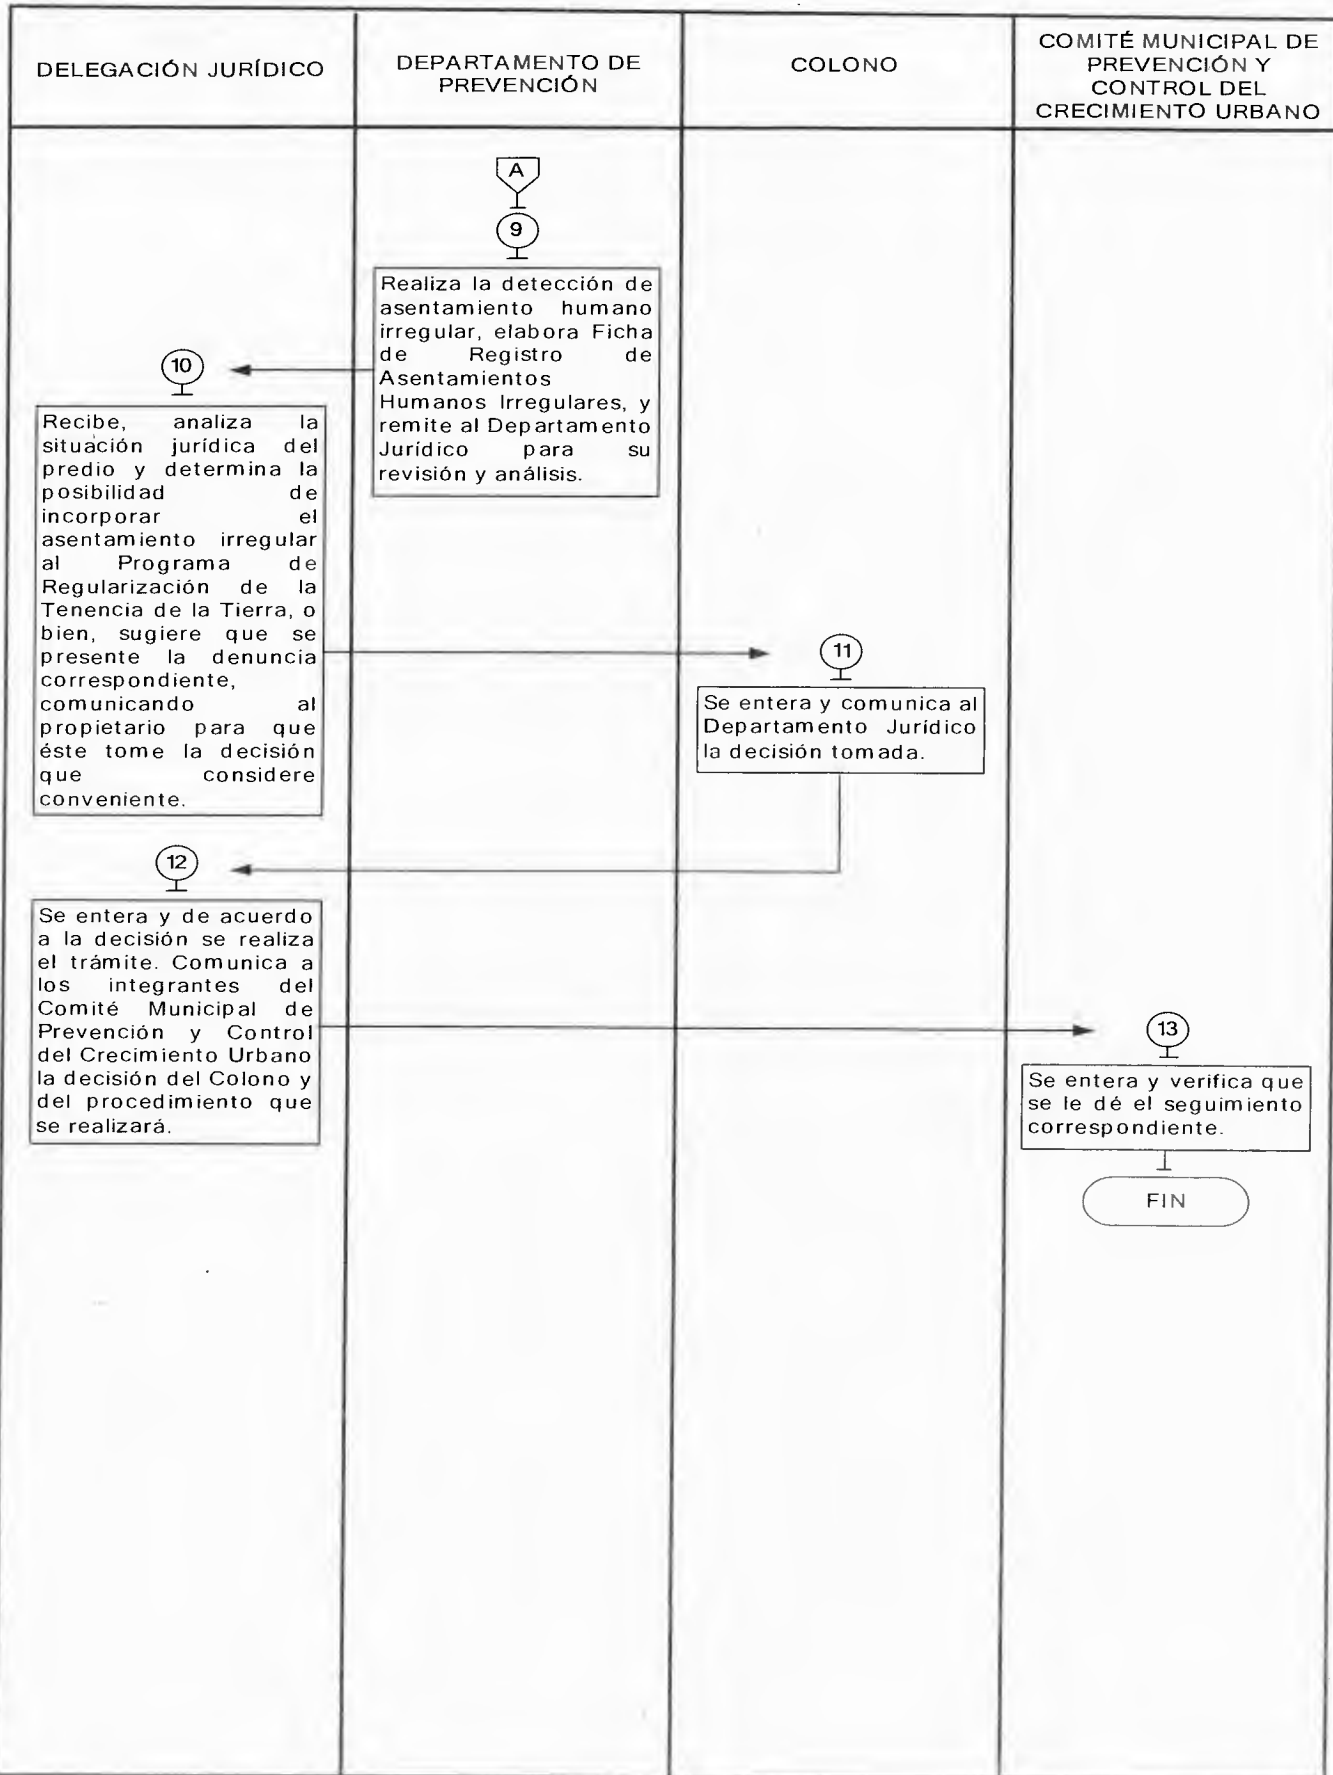 DELEGACIÓN JURÍDICO
DEPARTAMENTO DE
PREVENCIÓN
COLONO
COMITÉ MUNICIPAL DE
PREVENCIÓN Y
CONTROL DEL
CRECIMIENTO URBANO
A
9
Realiza la detección de
asentamiento humano
irregular, elabora Ficha
de Registro de
Asentamientos
Humanos Irregulares, y
remite al Departamento
Jurídico para su
revisión y análisis.
10
Recibe, analiza la
situación jurídica del
predio y determina la
posibilidad de
incorporar el
asentamiento irregular
al Programa de
Regularización de la
Tenencia de la Tierra, o
bien, sugiere que se
presente la denuncia
correspondiente,
comunicando al
propietario para que
éste tome la decisión
que considere
conveniente.
11
Se entera y comunica al
Departamento Jurídico
la decisión tomada.
12
Se entera y de acuerdo
a la decisión se realiza
el trámite. Comunica a
los integrantes del
Comité Municipal de
Prevención y Control
del Crecimiento Urbano
la decisión del Colono y
del procedimiento que
se realizará.
13
Se entera y verifica que
se le dé el seguimiento
correspondiente.
FIN